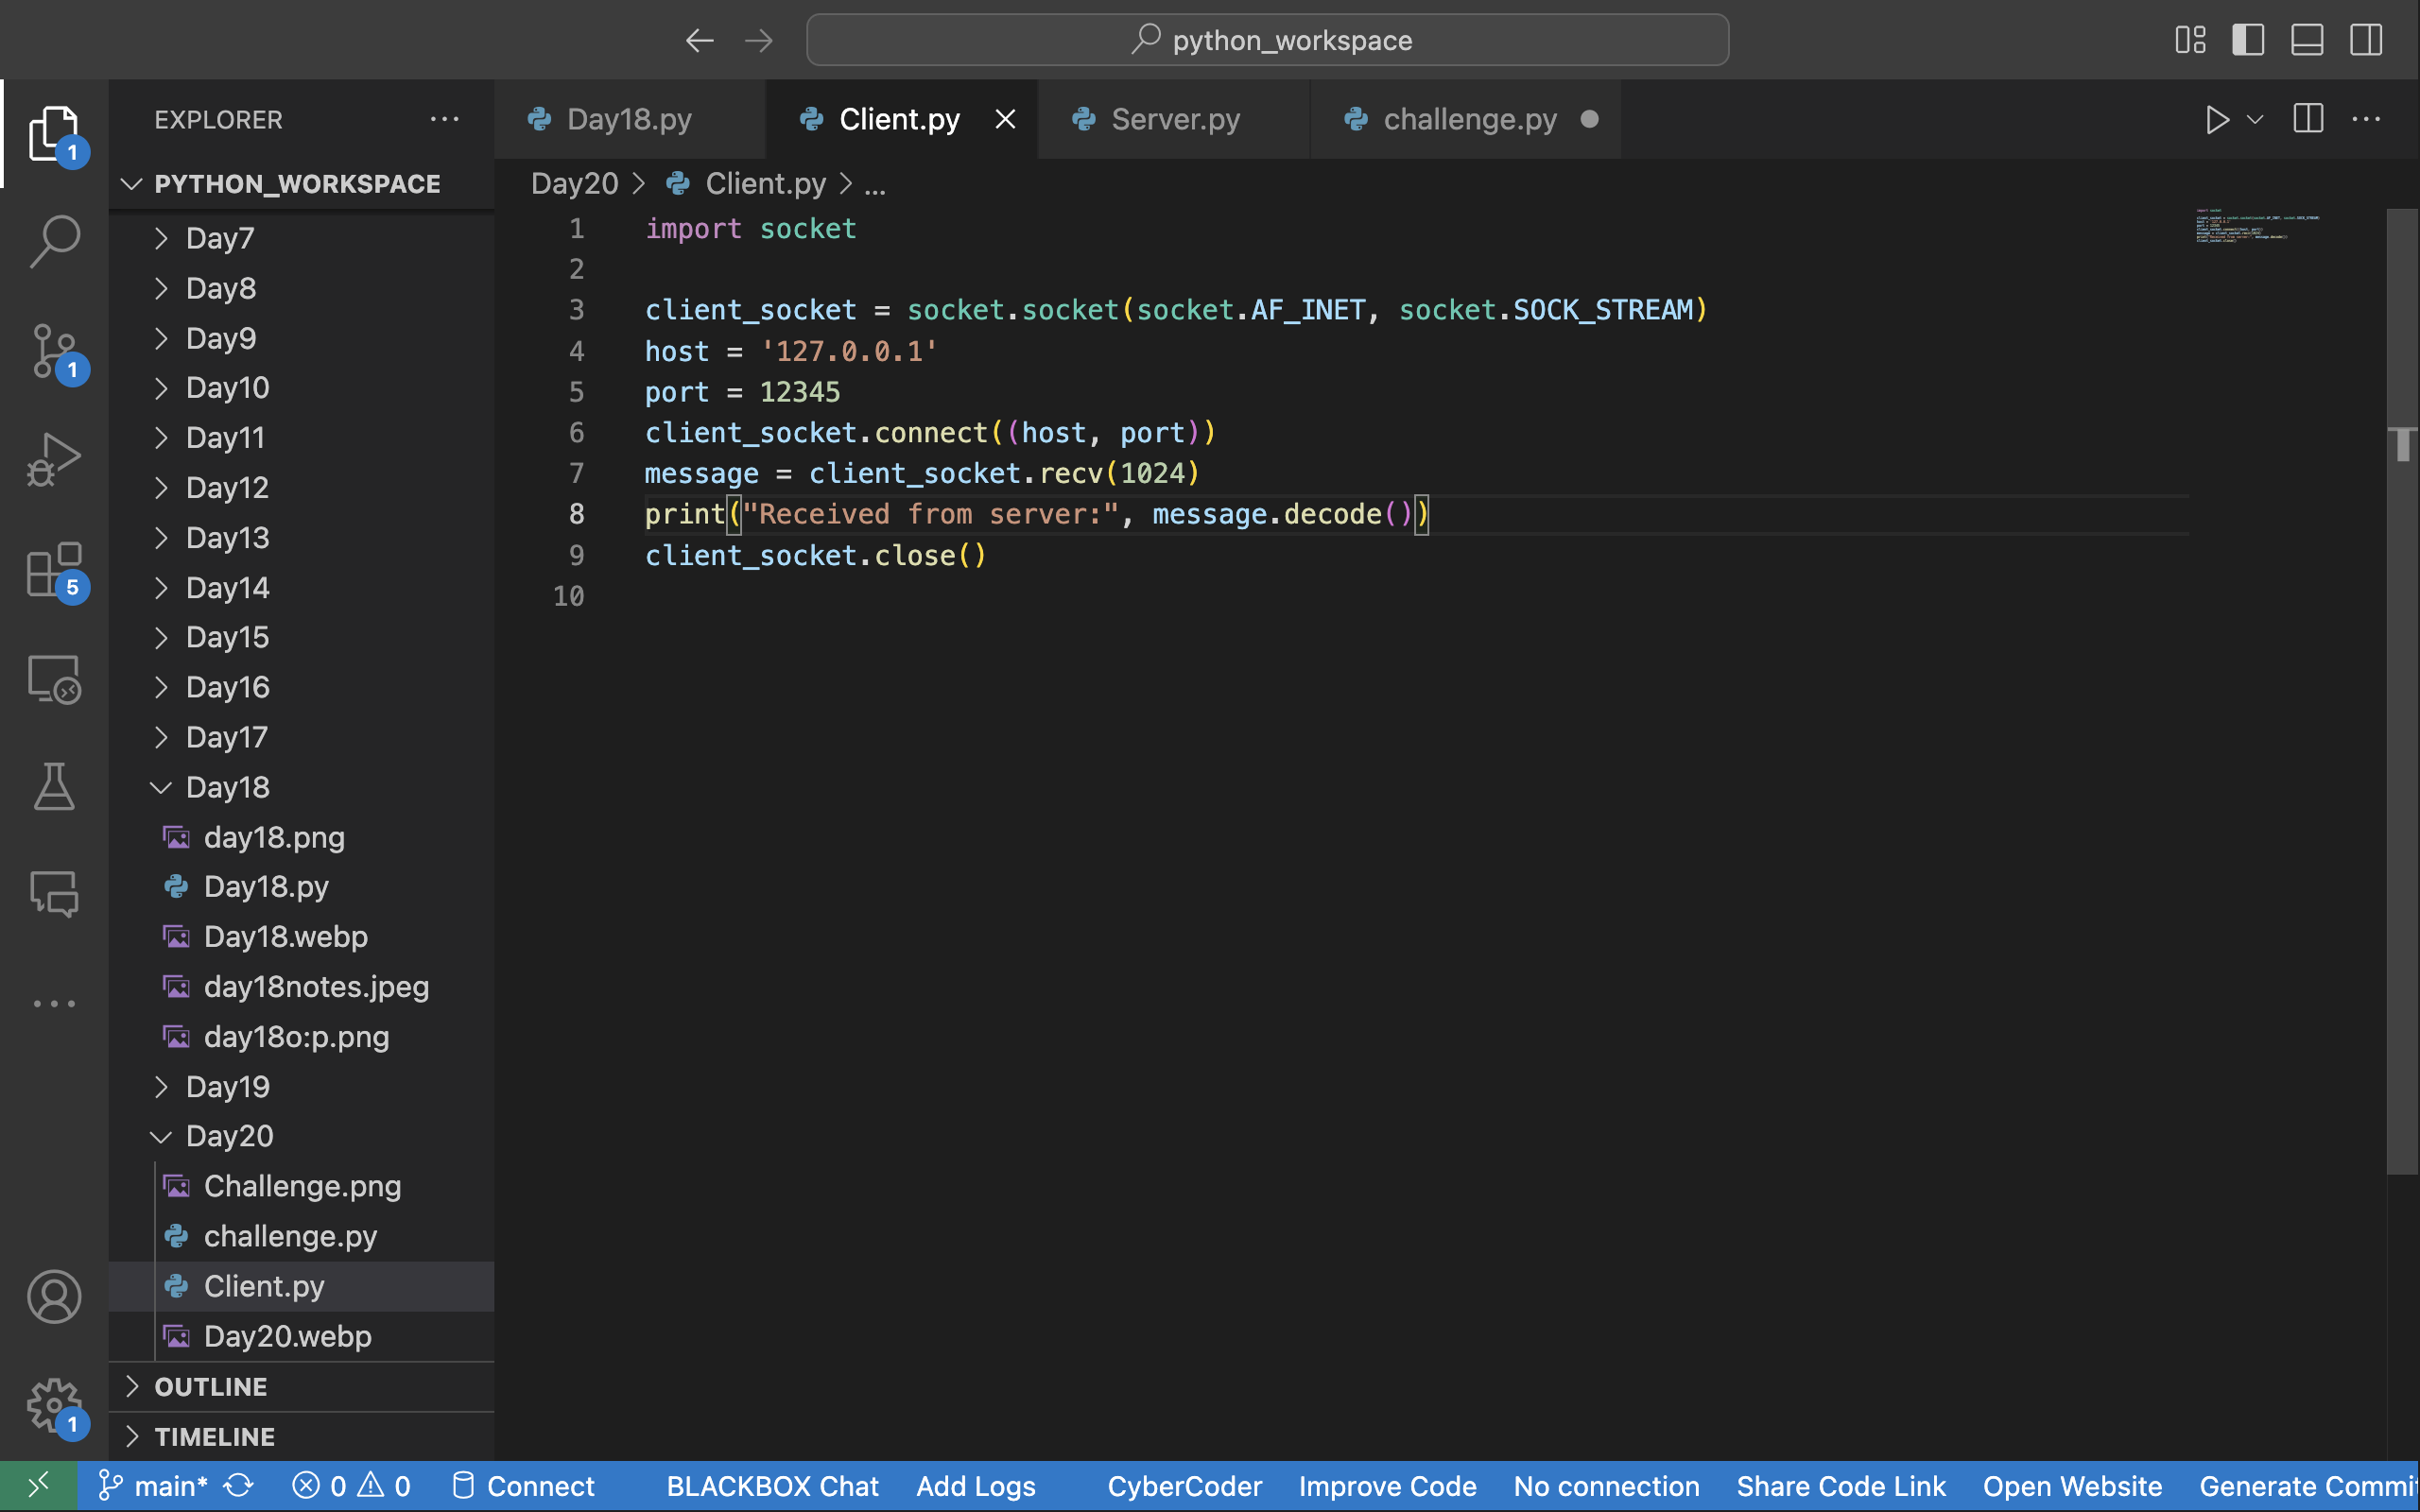 python_workspace
EXPLORER
Day18.py
Client.py
Server.py
challenge.py
PYTHON_WORKSPACE
Day20 > Client.py > ...
Day7
Day8
Day9
Day10
Day11
Day12
Day13
Day14
Day15
Day16
Day17
Day18
day18.png
Day18.py
Day18.webp
day18notes.jpeg
day18o:p.png
Day19
Day20
Challenge.png
challenge.py
Client.py
Day20.webp
OUTLINE
TIMELINE
1
1
5
1
1 import socket
2
3 client_socket = socket.socket(socket.AF_INET, socket.SOCK_STREAM)
4 host = '127.0.0.1'
5 port = 12345
6 client_socket.connect((host, port))
7 message = client_socket.recv(1024)
8 print("Received from server:", message.decode())
9 client_socket.close()
10
main* 0 0 Connect BLACKBOX Chat Add Logs CyberCoder Improve Code No connection Share Code Link Open Website Generate Commit